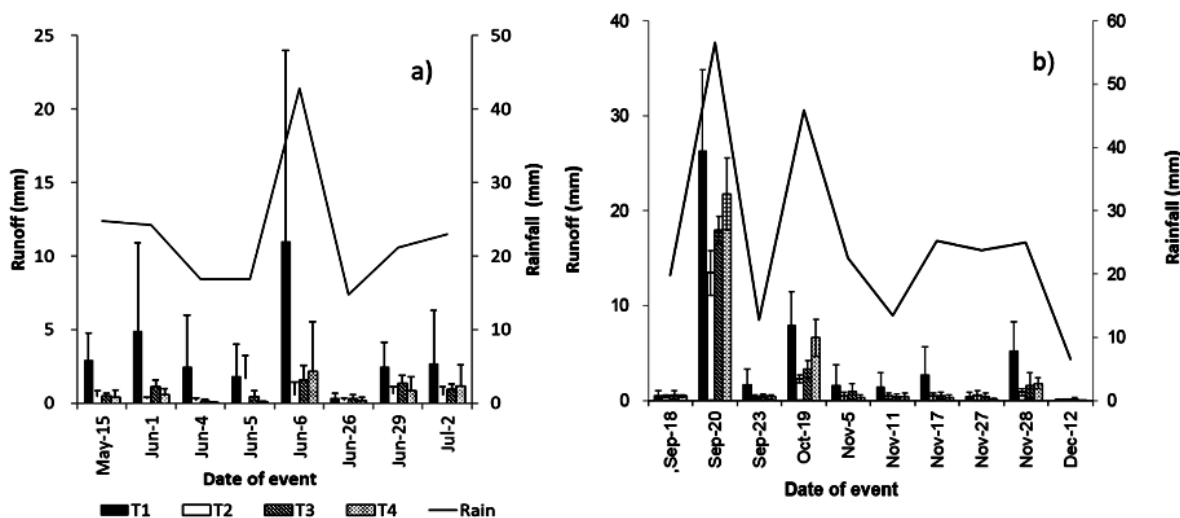 a)
25
20
15
10
5
0
Runoff (mm)
50
40
30
20
10
0
Rainfall (mm)
May-15
Jun-1
Jun-4
Jun-5
Jun-6
Jun-26
Jun-29
Jul-2
Date of event
T1 T2 T3 T4 Rain
b)
40
30
20
10
0
Runoff (mm)
60
50
40
30
20
10
0
Rainfall (mm)
,Sep-18
Sep-20
Sep-23
Oct-19
Nov-5
Nov-11
Nov-17
Nov-27
Nov-28
Dec-12
Date of event